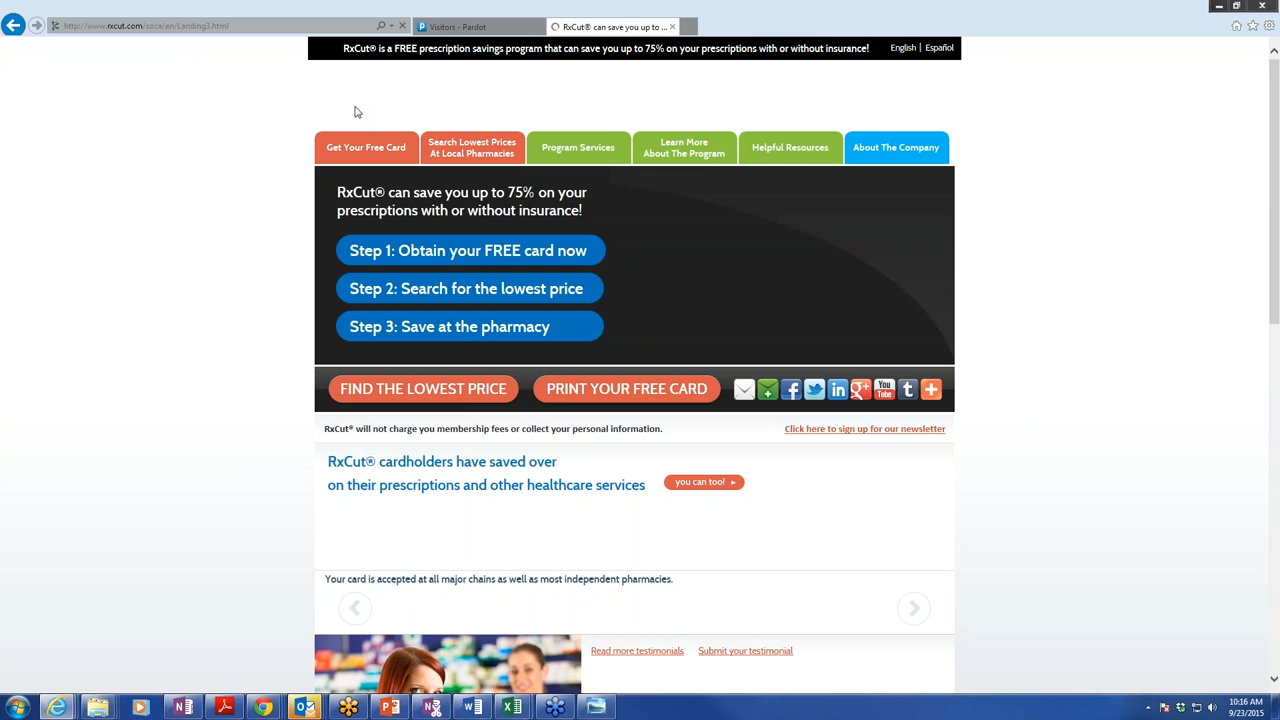 http://www.rxcut.com/soca/en/Landing3.html
Visitors - Pardot
RxCut® can save you up to ...
RxCut® is a FREE prescription savings program that can save you up to 75% on your prescriptions with or without insurance!
English | Español
Get Your Free Card
Search Lowest Prices
At Local Pharmacies
Program Services
Learn More
About The Program
Helpful Resources
About The Company
RxCut® can save you up to 75% on your
prescriptions with or without insurance!
Step 1: Obtain your FREE card now
Step 2: Search for the lowest price
Step 3: Save at the pharmacy
FIND THE LOWEST PRICE
PRINT YOUR FREE CARD
in
g+
You
Tube
t
RxCut® will not charge you membership fees or collect your personal information.
Click here to sign up for our newsletter
RxCut® cardholders have saved over
on their prescriptions and other healthcare services
you can too!
Your card is accepted at all major chains as well as most independent pharmacies.
Read more testimonials
Submit your testimonial
10:16 AM
9/23/2015